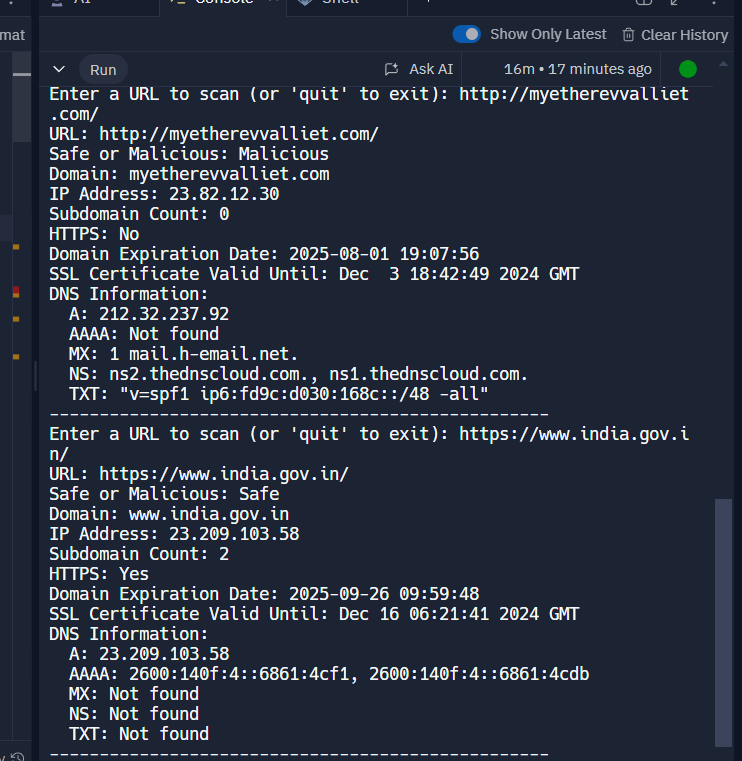 AI Console Shell
mat
Show Only Latest Clear History
Run Ask AI 16m • 17 minutes ago
Enter a URL to scan (or 'quit' to exit): http://myetherevvalliet
.com/
URL: http://myetherevvalliet.com/
Safe or Malicious: Malicious
Domain: myetherevvalliet.com
IP Address: 23.82.12.30
Subdomain Count: 0
HTTPS: No
Domain Expiration Date: 2025-08-01 19:07:56
SSL Certificate Valid Until: Dec  3 18:42:49 2024 GMT
DNS Information:
  A: 212.32.237.92
  AAAA: Not found
  MX: 1 mail.h-email.net.
  NS: ns2.thednscloud.com., ns1.thednscloud.com.
  TXT: "v=spf1 ip6:fd9c:d030:168c::/48 -all"
--------------------------------------------------
Enter a URL to scan (or 'quit' to exit): https://www.india.gov.i
n/
URL: https://www.india.gov.in/
Safe or Malicious: Safe
Domain: www.india.gov.in
IP Address: 23.209.103.58
Subdomain Count: 2
HTTPS: Yes
Domain Expiration Date: 2025-09-26 09:59:48
SSL Certificate Valid Until: Dec 16 06:21:41 2024 GMT
DNS Information:
  A: 23.209.103.58
  AAAA: 2600:140f:4::6861:4cf1, 2600:140f:4::6861:4cdb
  MX: Not found
  NS: Not found
  TXT: Not found
--------------------------------------------------